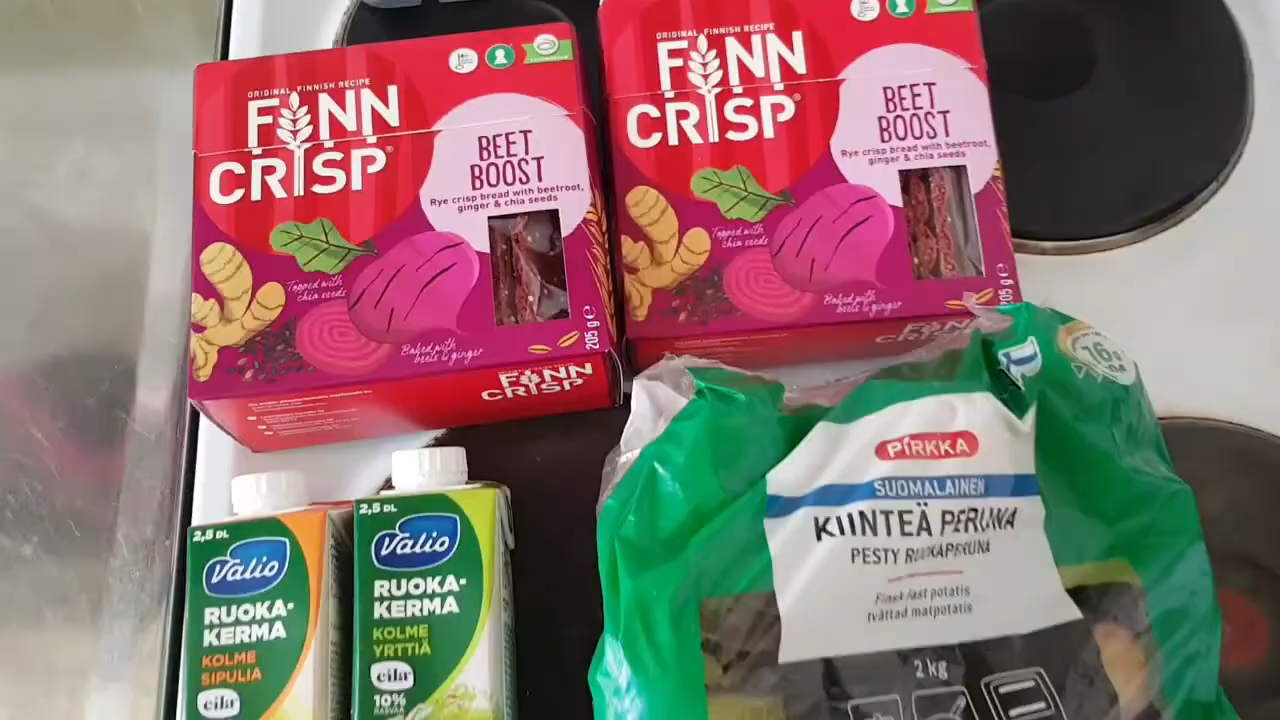 ORIGINAL FINNISH RECIPE
FINN
CRISP®
BEET
BOOST
Rye crisp bread with beetroot,
ginger & chia seeds
Topped with
chia seeds
Baked with
beets & ginger
205 g e
FINN
CRISP
ORIGINAL FINNISH RECIPE
FINN
CRISP®
BEET
BOOST
Rye crisp bread with beetroot,
ginger & chia seeds
Topped with
chia seeds
Baked with
beets & ginger
205 g
FINN
CRISP
2,5 DL
Valio
RUOKA-
KERMA
KOLME
SIPULIA
eila
2,5 DL
Valio
RUOKA-
KERMA
KOLME
YRTTIÄ
eila
10%
PIRKKA
SUOMALAINEN
KIINTEÄ PERUNA
PESTY RUOKAPERUNA
Finsk fast potatis
tvättad matpotatis
2 kg